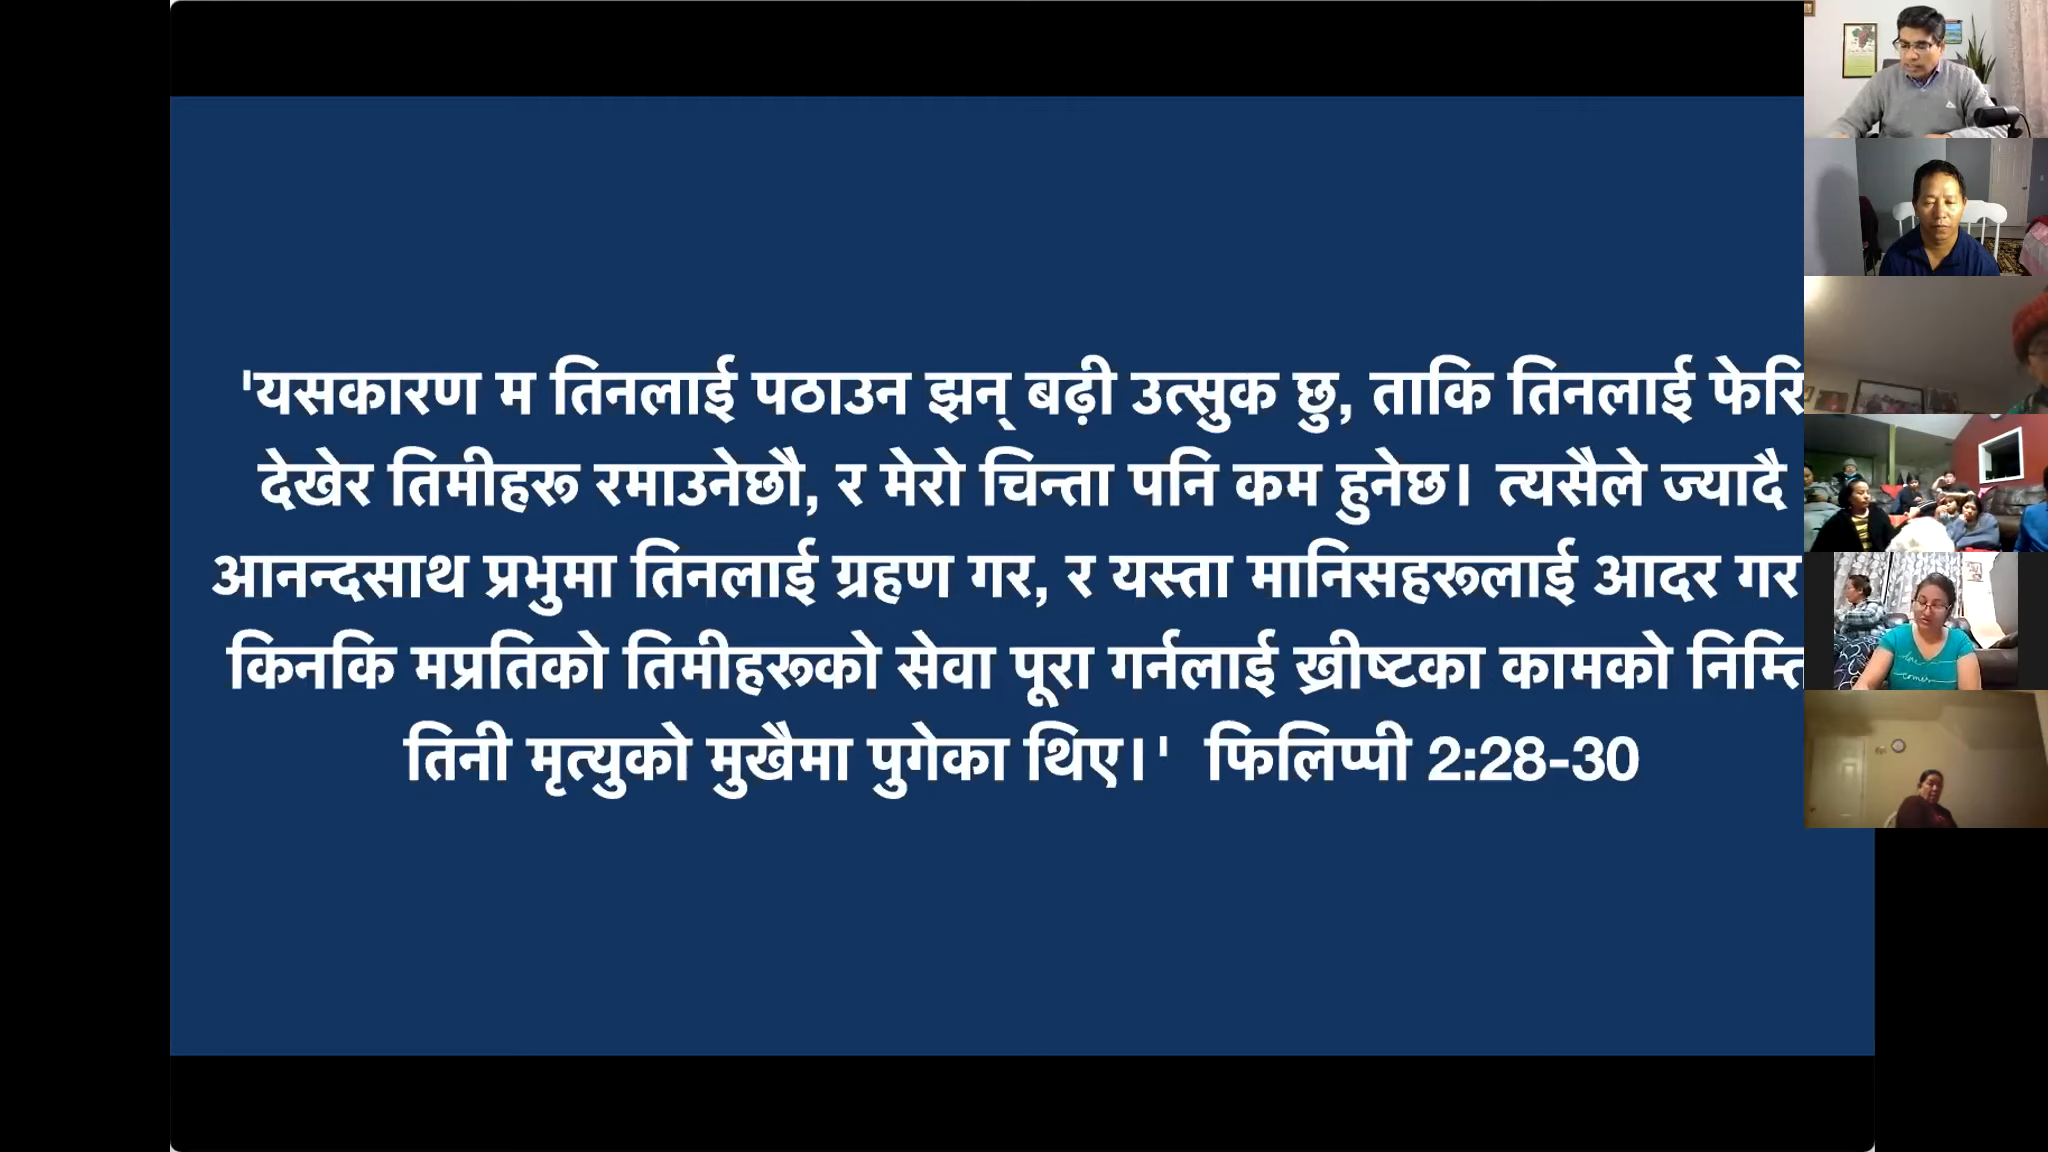 'यसकारण म तिनलाई पठाउन झन् बढ़ी उत्सुक छु, ताकि तिनलाई फेरि
देखेर तिमीहरू रमाउनेछौ, र मेरो चिन्ता पनि कम हुनेछ। त्यसैले ज्यादै
आनन्दसाथ प्रभुमा तिनलाई ग्रहण गर, र यस्ता मानिसहरूलाई आदर गर
किनकि मप्रतिको तिमीहरूको सेवा पूरा गर्नलाई ख्रीष्टका कामको निम्ति
तिनी मृत्युको मुखैमा पुगेका थिए।' फिलिप्पी 2:28-30